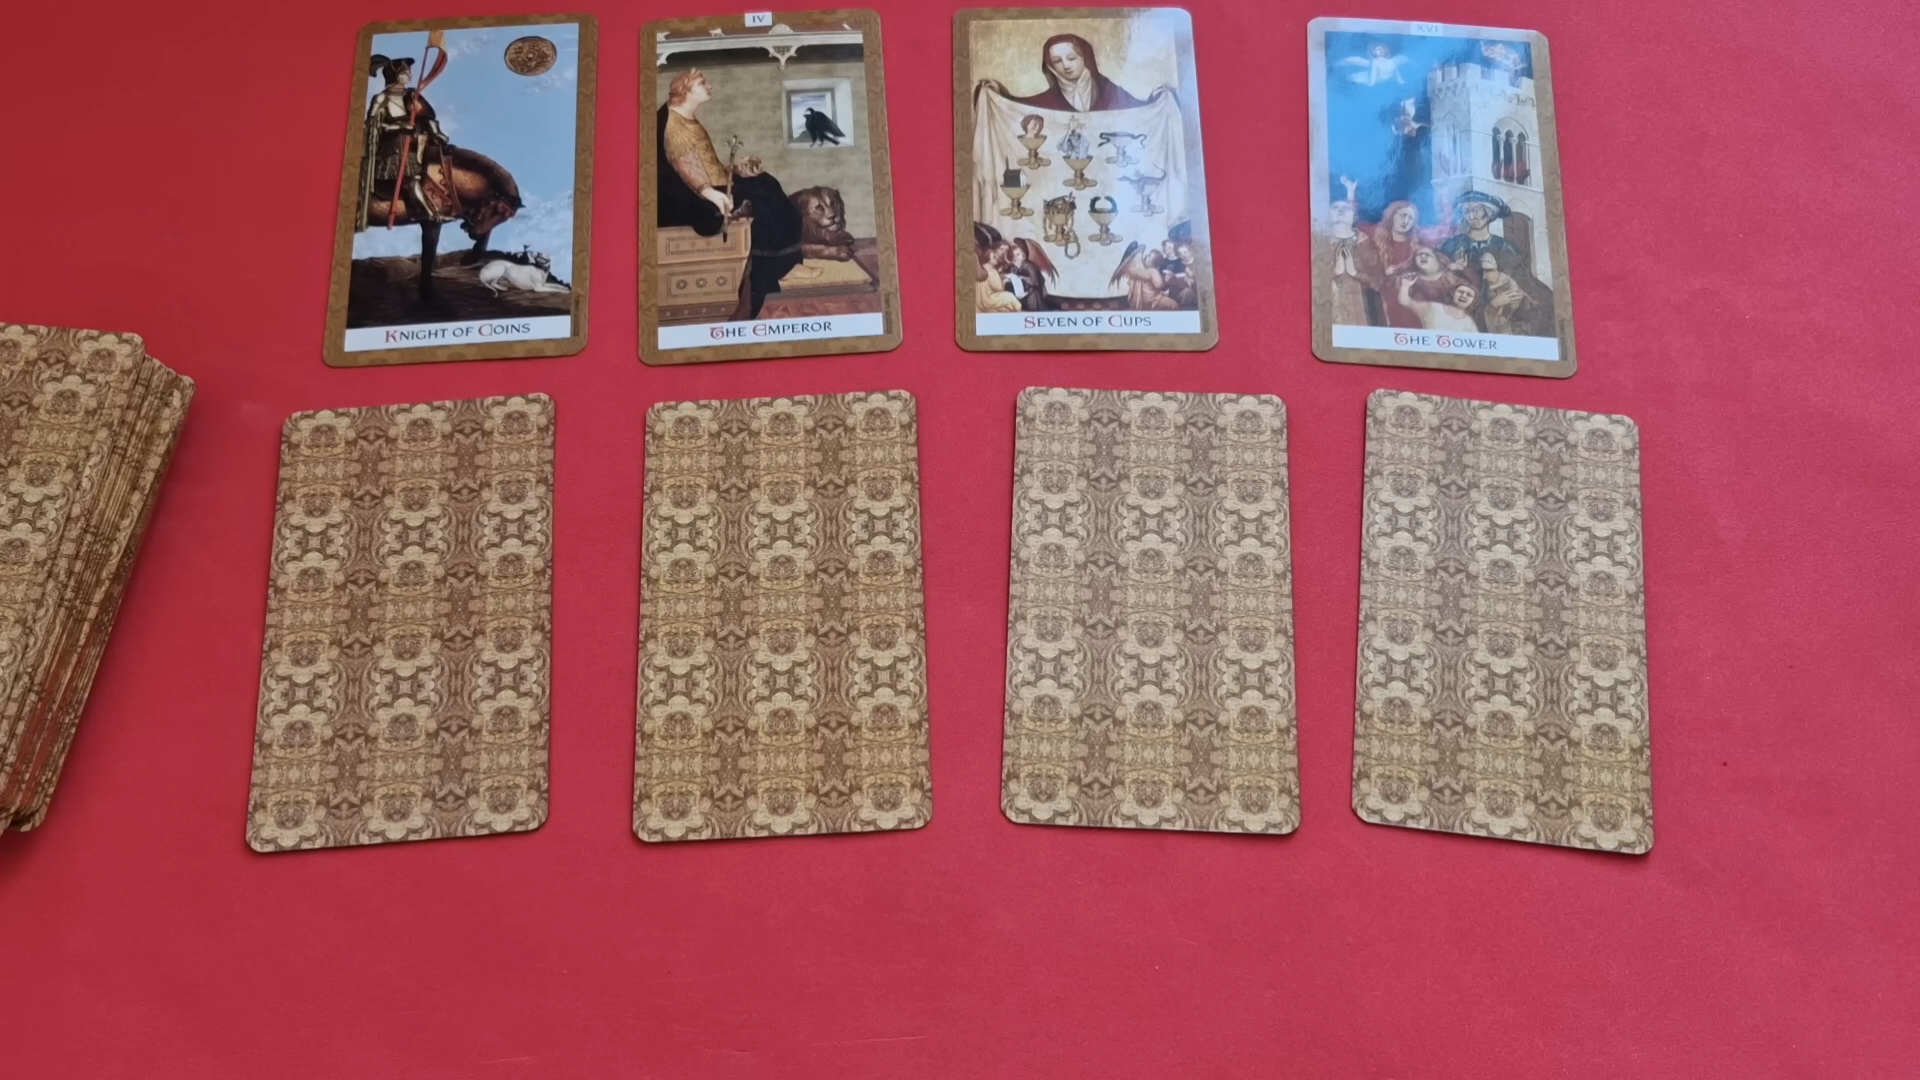 IV
XVI
KNIGHT OF COINS
THE EMPEROR
SEVEN OF CUPS
THE TOWER